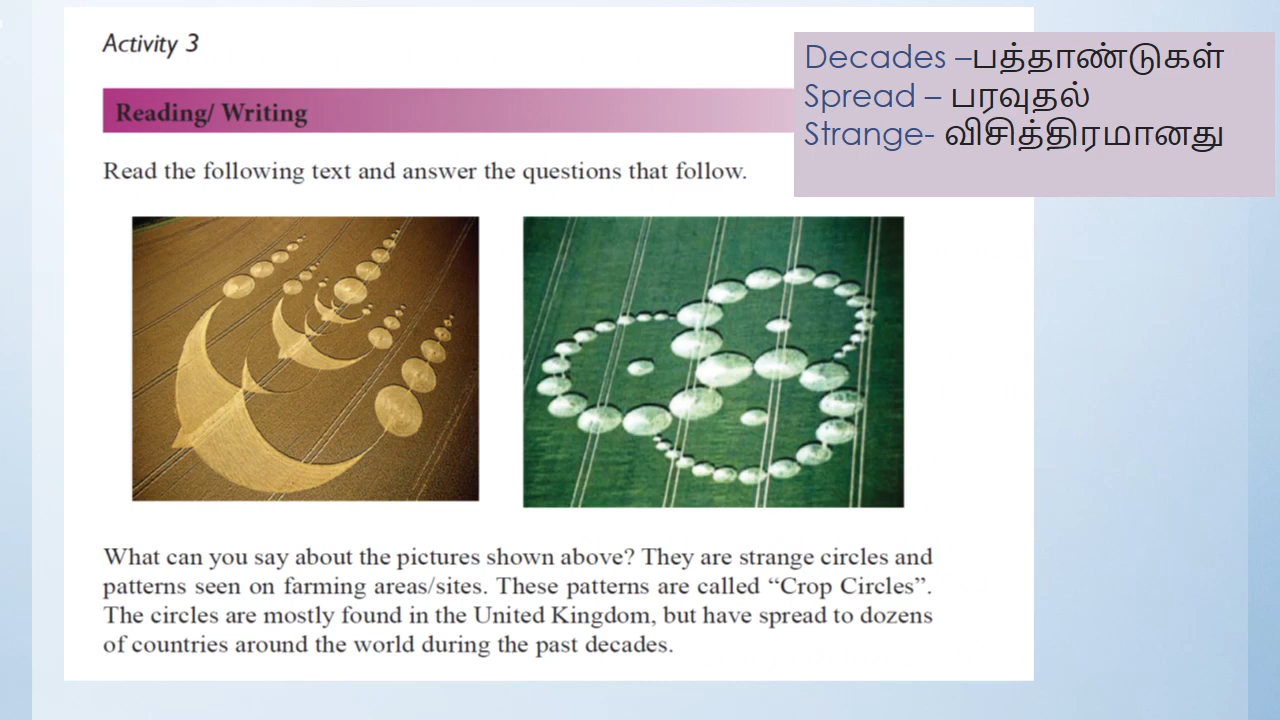 Activity 3
Reading/ Writing
Read the following text and answer the questions that follow.
Decades –பத்தாண்டுகள்
Spread – பரவுதல்
Strange- விசித்திரமானது
What can you say about the pictures shown above? They are strange circles and
patterns seen on farming areas/sites. These patterns are called “Crop Circles”.
The circles are mostly found in the United Kingdom, but have spread to dozens
of countries around the world during the past decades.